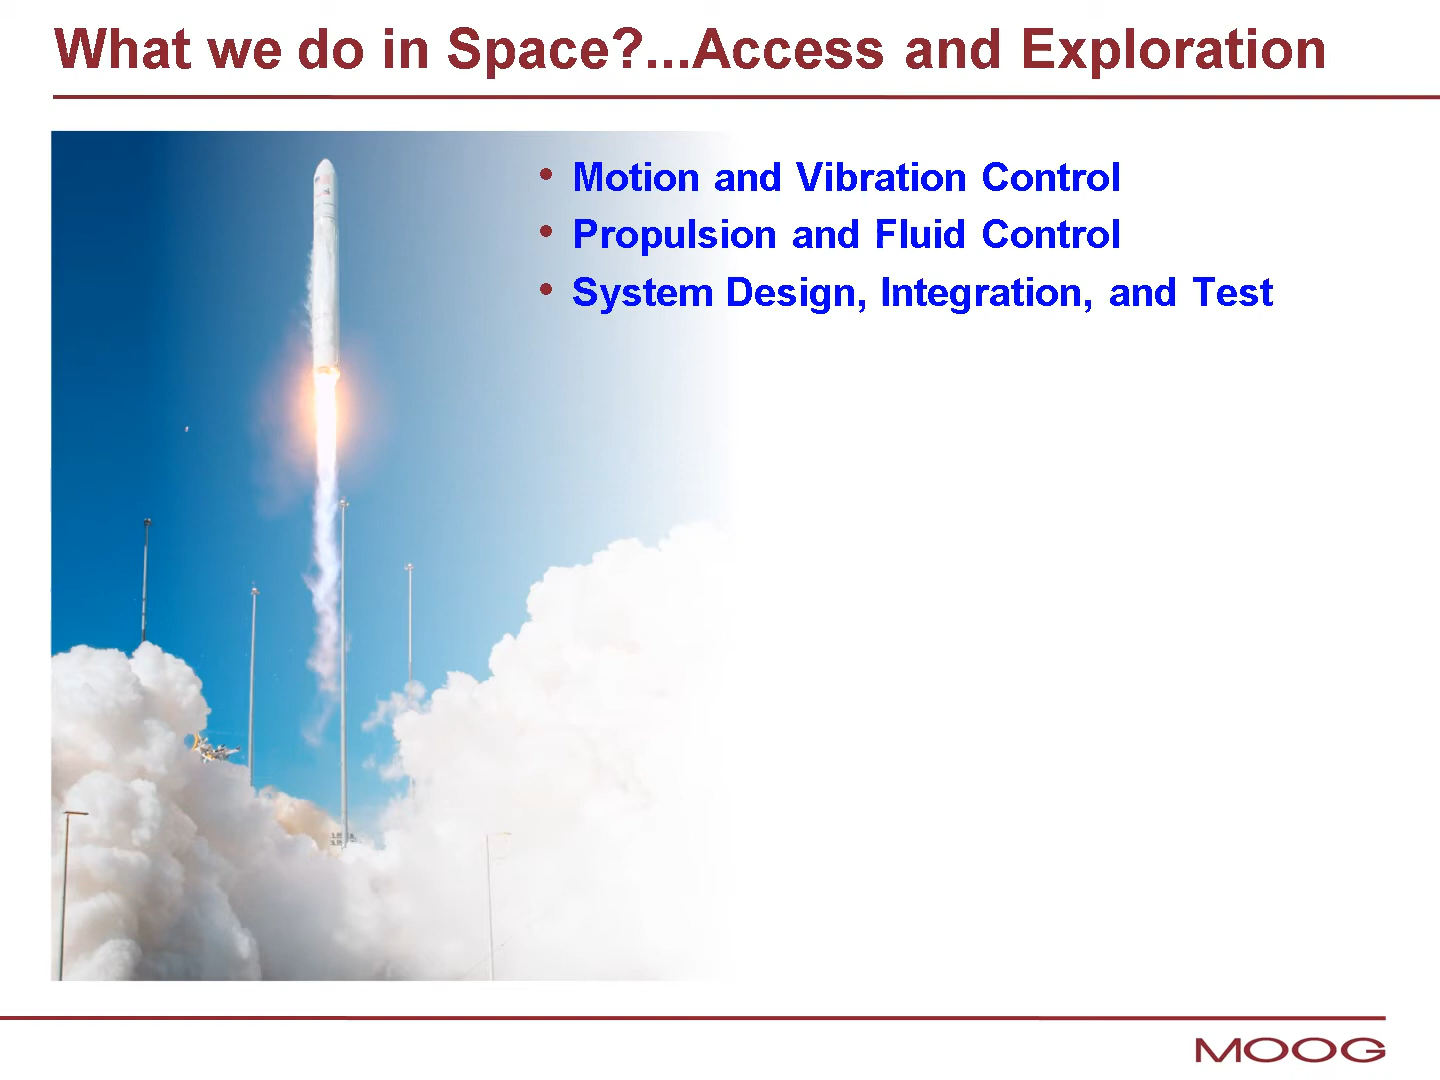 What we do in Space?...Access and Exploration
• Motion and Vibration Control
• Propulsion and Fluid Control
• System Design, Integration, and Test
MOOG